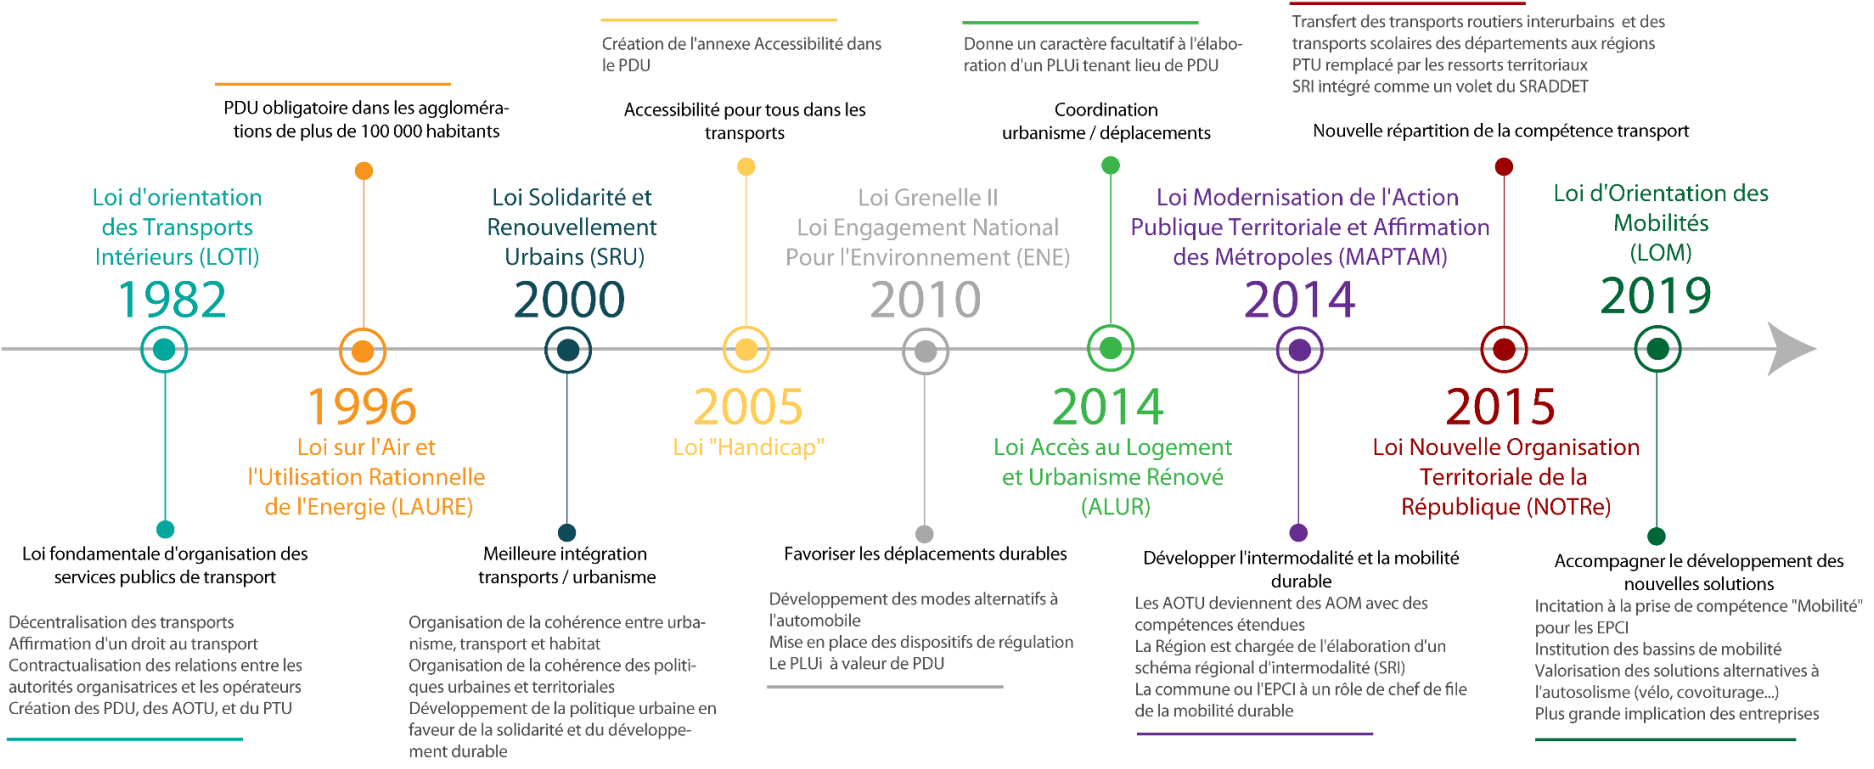 Loi d'orientation
des Transports
Intérieurs (LOTI)
1982
Loi fondamentale d'organisation des
services publics de transport
Décentralisation des transports
Affirmation d'un droit au transport
Contractualisation des relations entre les
autorités organisatrices et les opérateurs
Création des PDU, des AOTU, et du PTU
PDU obligatoire dans les aggloméra-
tions de plus de 100 000 habitants
1996
Loi sur l'Air et
l'Utilisation Rationnelle
de l'Energie (LAURE)
Loi Solidarité et
Renouvellement
Urbains (SRU)
2000
Meilleure intégration
transports / urbanisme
Organisation de la cohérence entre urba-
nisme, transport et habitat
Organisation de la cohérence des politi-
ques urbaines et territoriales
Développement de la politique urbaine en
faveur de la solidarité et du développe-
ment durable
Création de l'annexe Accessibilité dans
le PDU
Accessibilité pour tous dans les
transports
2005
Loi "Handicap"
Loi Grenelle II
Loi Engagement National
Pour l'Environnement (ENE)
2010
Favoriser les déplacements durables
Développement des modes alternatifs à
l'automobile
Mise en place des dispositifs de régulation
Le PLUi à valeur de PDU
Donne un caractère facultatif à l'élabo-
ration d'un PLUi tenant lieu de PDU
Coordination
urbanisme / déplacements
2014
Loi Accès au Logement
et Urbanisme Rénové
(ALUR)
Loi Modernisation de l'Action
Publique Territoriale et Affirmation
des Métropoles (MAPTAM)
2014
Développer l'intermodalité et la mobilité
durable
Les AOTU deviennent des AOM avec des
compétences étendues
La Région est chargée de l'élaboration d'un
schéma régional d'intermodalité (SRI)
La commune ou l'EPCI à un rôle de chef de file
de la mobilité durable
Transfert des transports routiers interurbains et des
transports scolaires des départements aux régions
PTU remplacé par les ressorts territoriaux
SRI intégré comme un volet du SRADDET
Nouvelle répartition de la compétence transport
2015
Loi Nouvelle Organisation
Territoriale de la
République (NOTRe)
Loi d'Orientation des
Mobilités
(LOM)
2019
Accompagner le développement des
nouvelles solutions
Incitation à la prise de compétence "Mobilité"
pour les EPCI
Institution des bassins de mobilité
Valorisation des solutions alternatives à
l'autosolisme (vélo, covoiturage...)
Plus grande implication des entreprises